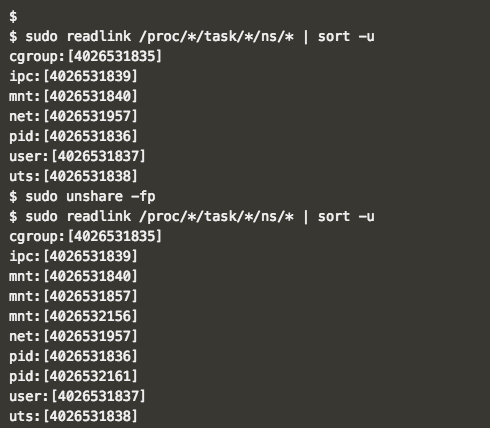 $
$ sudo readlink /proc/*/task/*/ns/* | sort -u
cgroup:[4026531835]
ipc:[4026531839]
mnt:[4026531840]
net:[4026531957]
pid:[4026531836]
user:[4026531837]
uts:[4026531838]
$ sudo unshare -fp
$ sudo readlink /proc/*/task/*/ns/* | sort -u
cgroup:[4026531835]
ipc:[4026531839]
mnt:[4026531840]
mnt:[4026531857]
mnt:[4026532156]
net:[4026531957]
pid:[4026531836]
pid:[4026532161]
user:[4026531837]
uts:[4026531838]